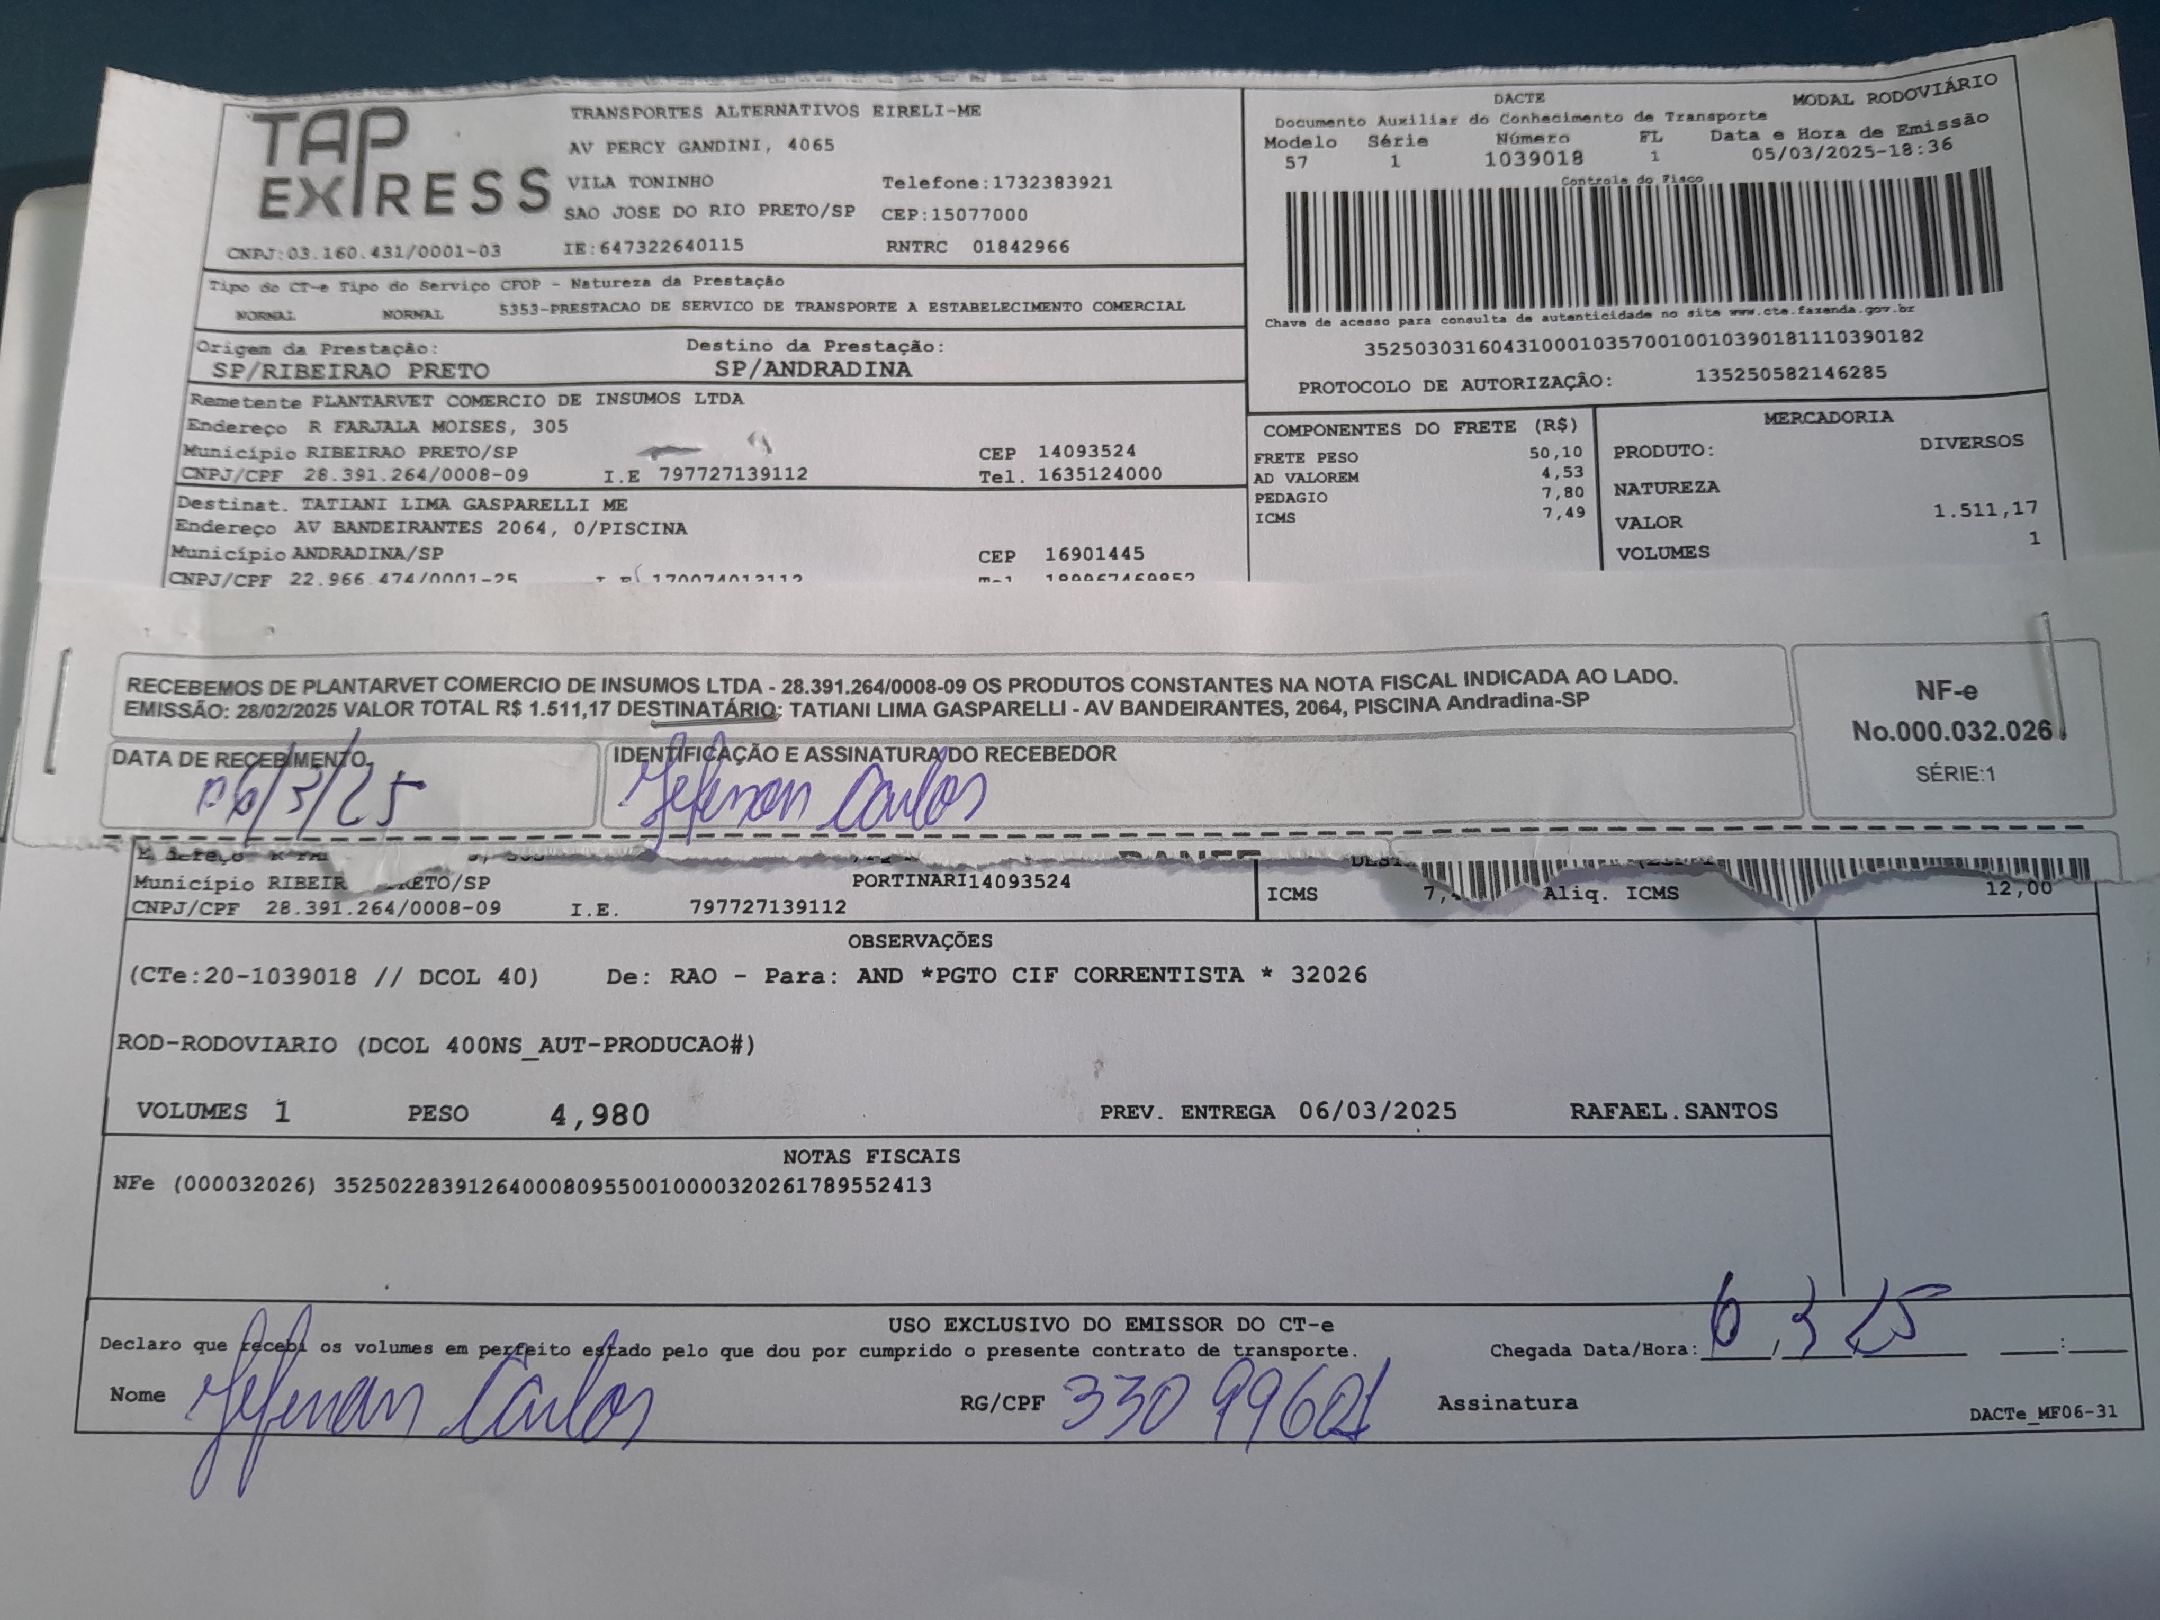 TAP EXPRESS
TRANSPORTES ALTERNATIVOS EIRELI-ME
AV PERCY GANDINI, 4065
VILA TONINHO Telefone:1732383921
SAO JOSE DO RIO PRETO/SP CEP:15077000
CNPJ:03.160.431/0001-03 IE:647322640115 RNTRC 01842966
DACTE MODAL RODOVIÁRIO
Documento Auxiliar do Conhecimento de Transporte
Modelo Série Número FL Data e Hora de Emissão
57 1 1039018 1 05/03/2025-18:36
Controle do Fisco
Chave de acesso para consulta de autenticidade no site www.cte.fazenda.gov.br
35250303160431000103570010010390181110390182
PROTOCOLO DE AUTORIZAÇÃO: 135250582146285
Tipo do CT-e Tipo do Serviço CFOP - Natureza da Prestação
NORMAL NORMAL 5353-PRESTACAO DE SERVICO DE TRANSPORTE A ESTABELECIMENTO COMERCIAL
Origem da Prestação: Destino da Prestação:
SP/RIBEIRAO PRETO SP/ANDRADINA
Remetente PLANTARVET COMERCIO DE INSUMOS LTDA
Endereço R FARJALA MOISES, 305
Município RIBEIRAO PRETO/SP CEP 14093524
CNPJ/CPF 28.391.264/0008-09 I.E 797727139112 Tel. 1635124000
Destinat. TATIANI LIMA GASPARELLI ME
Endereço AV BANDEIRANTES 2064, 0/PISCINA
Município ANDRADINA/SP CEP 16901445
CNPJ/CPF 22.966.474/0001-25
COMPONENTES DO FRETE (R$)
FRETE PESO 50,10
AD VALOREM 4,53
PEDAGIO 7,80
ICMS 7,49
MERCADORIA
PRODUTO: DIVERSOS
NATUREZA
VALOR 1.511,17
VOLUMES 1
RECEBEMOS DE PLANTARVET COMERCIO DE INSUMOS LTDA - 28.391.264/0008-09 OS PRODUTOS CONSTANTES NA NOTA FISCAL INDICADA AO LADO.
EMISSÃO: 28/02/2025 VALOR TOTAL R$ 1.511,17 DESTINATÁRIO: TATIANI LIMA GASPARELLI - AV BANDEIRANTES, 2064, PISCINA Andradina-SP
NF-e
No.000.032.026
SÉRIE:1
DATA DE RECEBIMENTO IDENTIFICAÇÃO E ASSINATURA DO RECEBEDOR
06/3/25 Jeferson Carlos
Município PORTINARI14093524
CNPJ/CPF 28.391.264/0008-09 I.E. 797727139112
ICMS Aliq. ICMS 12,00
OBSERVAÇÕES
(CTe:20-1039018 // DCOL 40) De: RAO - Para: AND *PGTO CIF CORRENTISTA * 32026
ROD-RODOVIARIO (DCOL 400NS_AUT-PRODUCAO#)
VOLUMES 1 PESO 4,980 PREV. ENTREGA 06/03/2025 RAFAEL.SANTOS
NOTAS FISCAIS
NFe (000032026) 35250228391264000809550010000320261789552413
USO EXCLUSIVO DO EMISSOR DO CT-e
Declaro que recebi os volumes em perfeito estado pelo que dou por cumprido o presente contrato de transporte. Chegada Data/Hora: 6/3/25 :
Nome Jeferson Carlos RG/CPF 33099601 Assinatura
DACTe_MF06-31